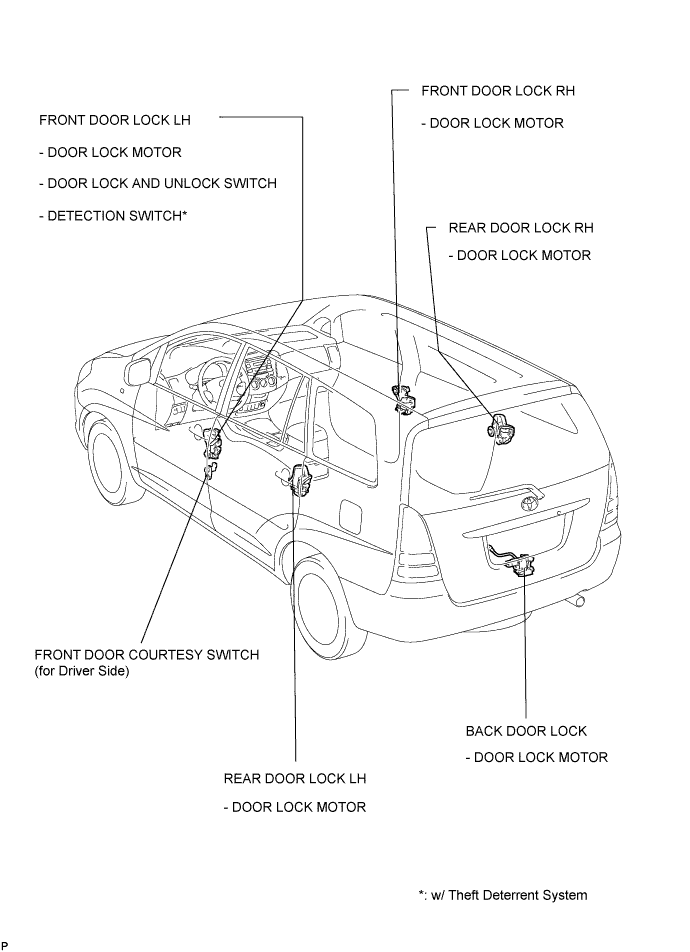 FRONT DOOR LOCK RH
- DOOR LOCK MOTOR
FRONT DOOR LOCK LH
- DOOR LOCK MOTOR
- DOOR LOCK AND UNLOCK SWITCH
- DETECTION SWITCH*
REAR DOOR LOCK RH
- DOOR LOCK MOTOR
FRONT DOOR COURTESY SWITCH
(for Driver Side)
BACK DOOR LOCK
- DOOR LOCK MOTOR
REAR DOOR LOCK LH
- DOOR LOCK MOTOR
*: w/ Theft Deterrent System
P